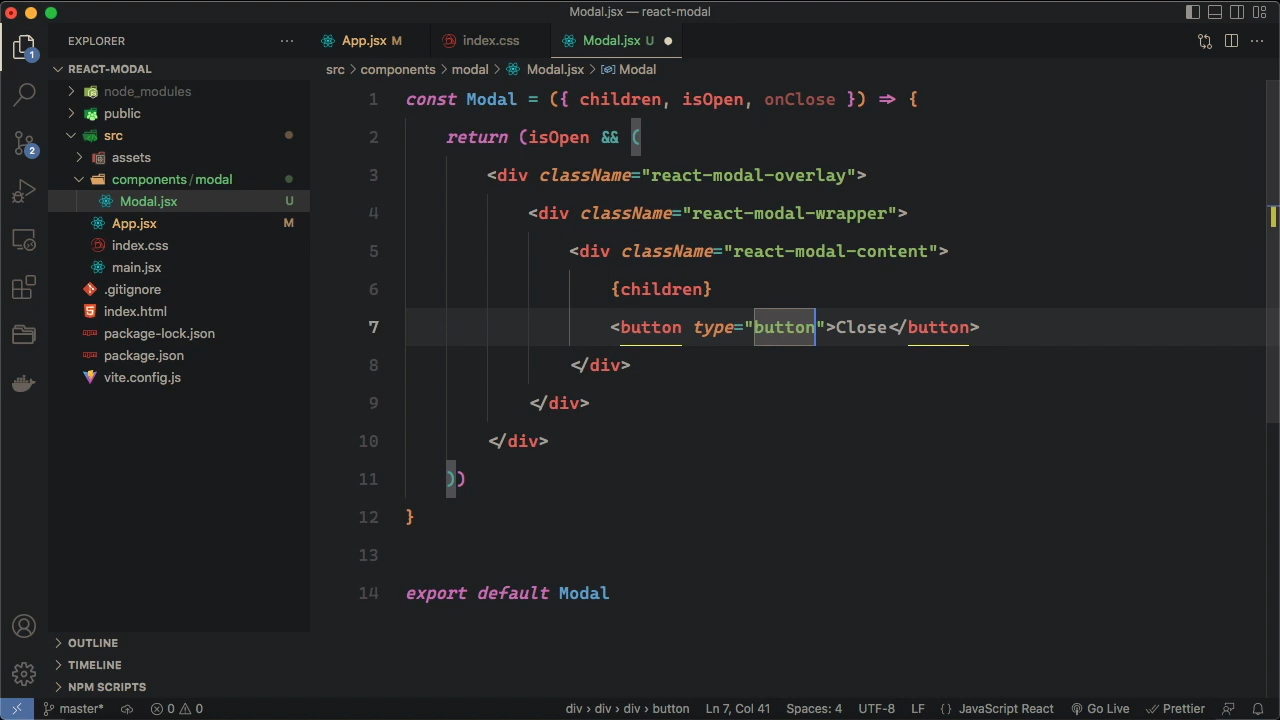 Modal.jsx — react-modal
EXPLORER
App.jsx M
index.css
Modal.jsx U
REACT-MODAL
src > components > modal > Modal.jsx > Modal
node_modules
public
src
assets
components/modal
Modal.jsx U
App.jsx M
index.css
main.jsx
.gitignore
index.html
package-lock.json
package.json
vite.config.js
1
2
1 const Modal = ({ children, isOpen, onClose }) => {
2 return (isOpen && (
3 <div className="react-modal-overlay">
4 <div className="react-modal-wrapper">
5 <div className="react-modal-content">
6 {children}
7 <button type="button">Close</button>
8 </div>
9 </div>
10 </div>
11 ))
12 }
13
14 export default Modal
OUTLINE
TIMELINE
NPM SCRIPTS
master* 0 0 div > div > div > button Ln 7, Col 41 Spaces: 4 UTF-8 LF {} JavaScript React Go Live Prettier